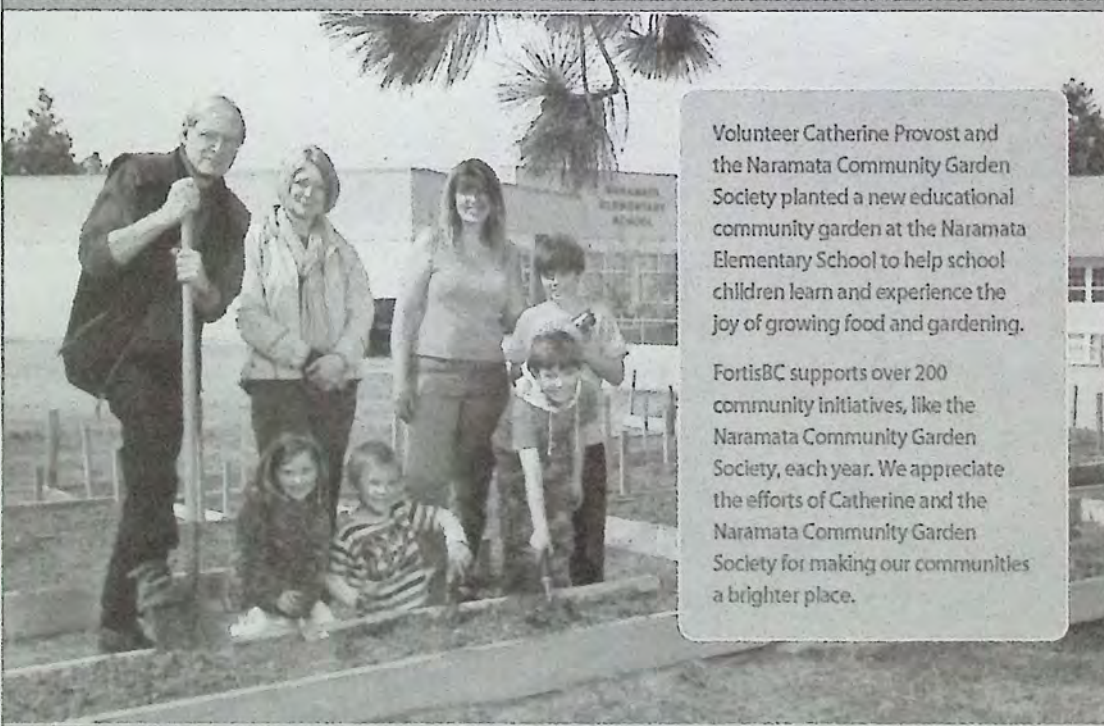 NARAMATA
ELEMENTARY
SCHOOL
Volunteer Catherine Provost and
the Naramata Community Garden
Society planted a new educational
community garden at the Naramata
Elementary School to help school
children learn and experience the
joy of growing food and gardening.
FortisBC supports over 200
community initiatives, like the
Naramata Community Garden
Society, each year. We appreciate
the efforts of Catherine and the
Naramata Community Garden
Society for making our communities
a brighter place.